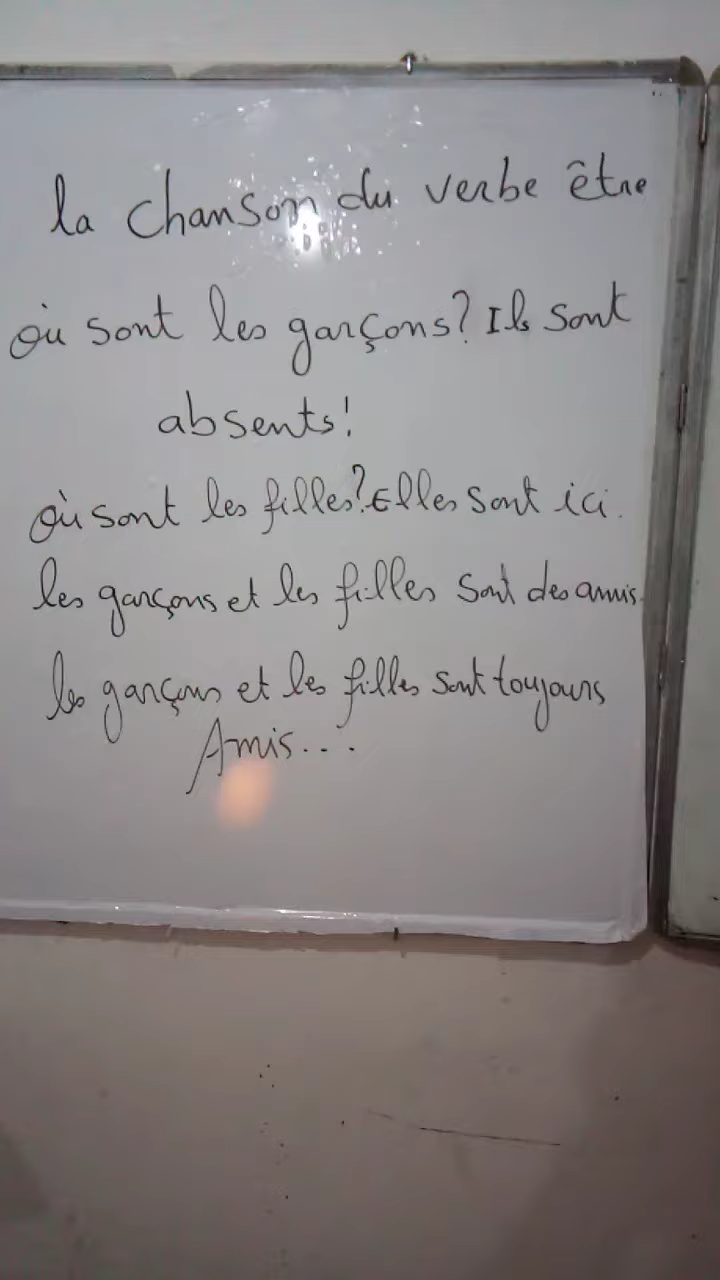 la chanson du verbe être
où sont les garçons? Ils sont
absents!
où sont les filles? Elles sont ici.
les garçons et les filles sont des amis.
les garçons et les filles sont toujours
Amis...